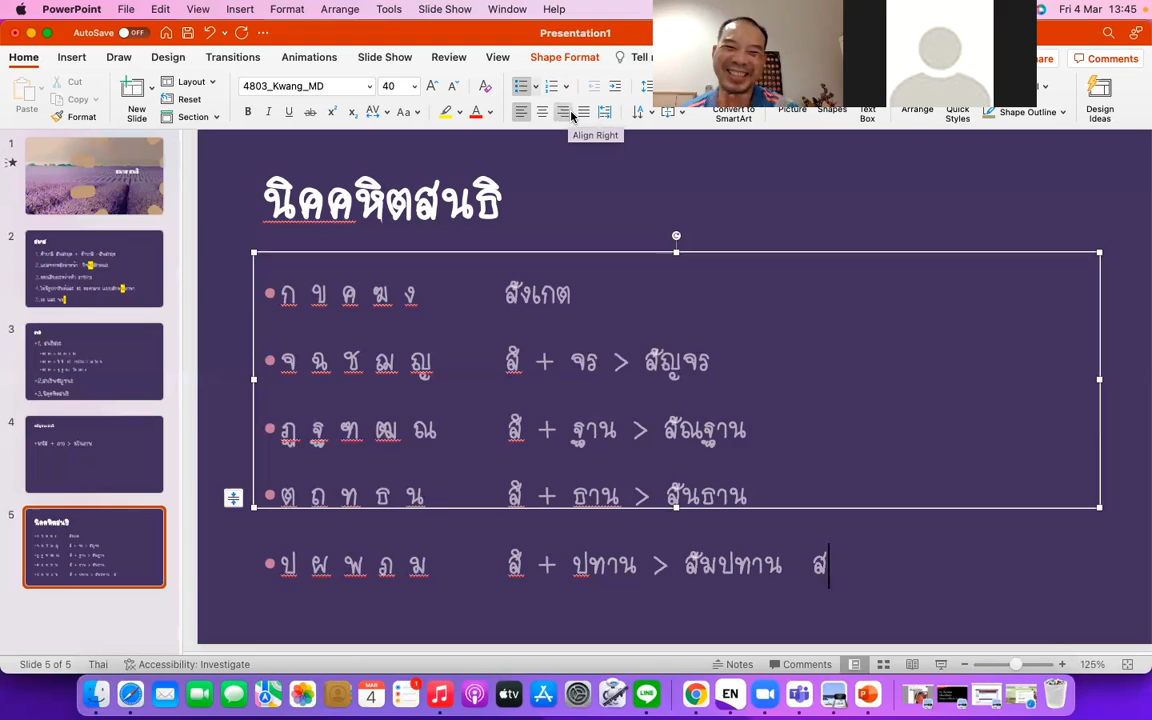 PowerPoint File Edit View Insert Format Arrange Tools Slide Show Window Help Fri 4 Mar 13:45
AutoSave OFF Presentation1
Home Insert Draw Design Transitions Animations Slide Show Review View Shape Format Tell Comments
Paste Cut Copy Format New Slide Layout Reset Section 4803_Kwang_MD 40 Convert to SmartArt Picture Shapes Text Box Arrange Quick Styles Shape Outline Design Ideas
Align Right
1
2
3
4
5
นิคคหิตสนธิ
ก ข ค ฆ ง สังเกต
จ ฉ ช ฌ ญ สํ + จร > สัญจร
ฏ ฐ ฑ ฒ ณ สํ + ฐาน > สัณฐาน
ต ถ ท ธ น สํ + ธาน > สันธาน
ป ผ พ ภ ม สํ + ปทาน > สัมปทาน ส
Slide 5 of 5 Thai Accessibility: Investigate Notes Comments 125%